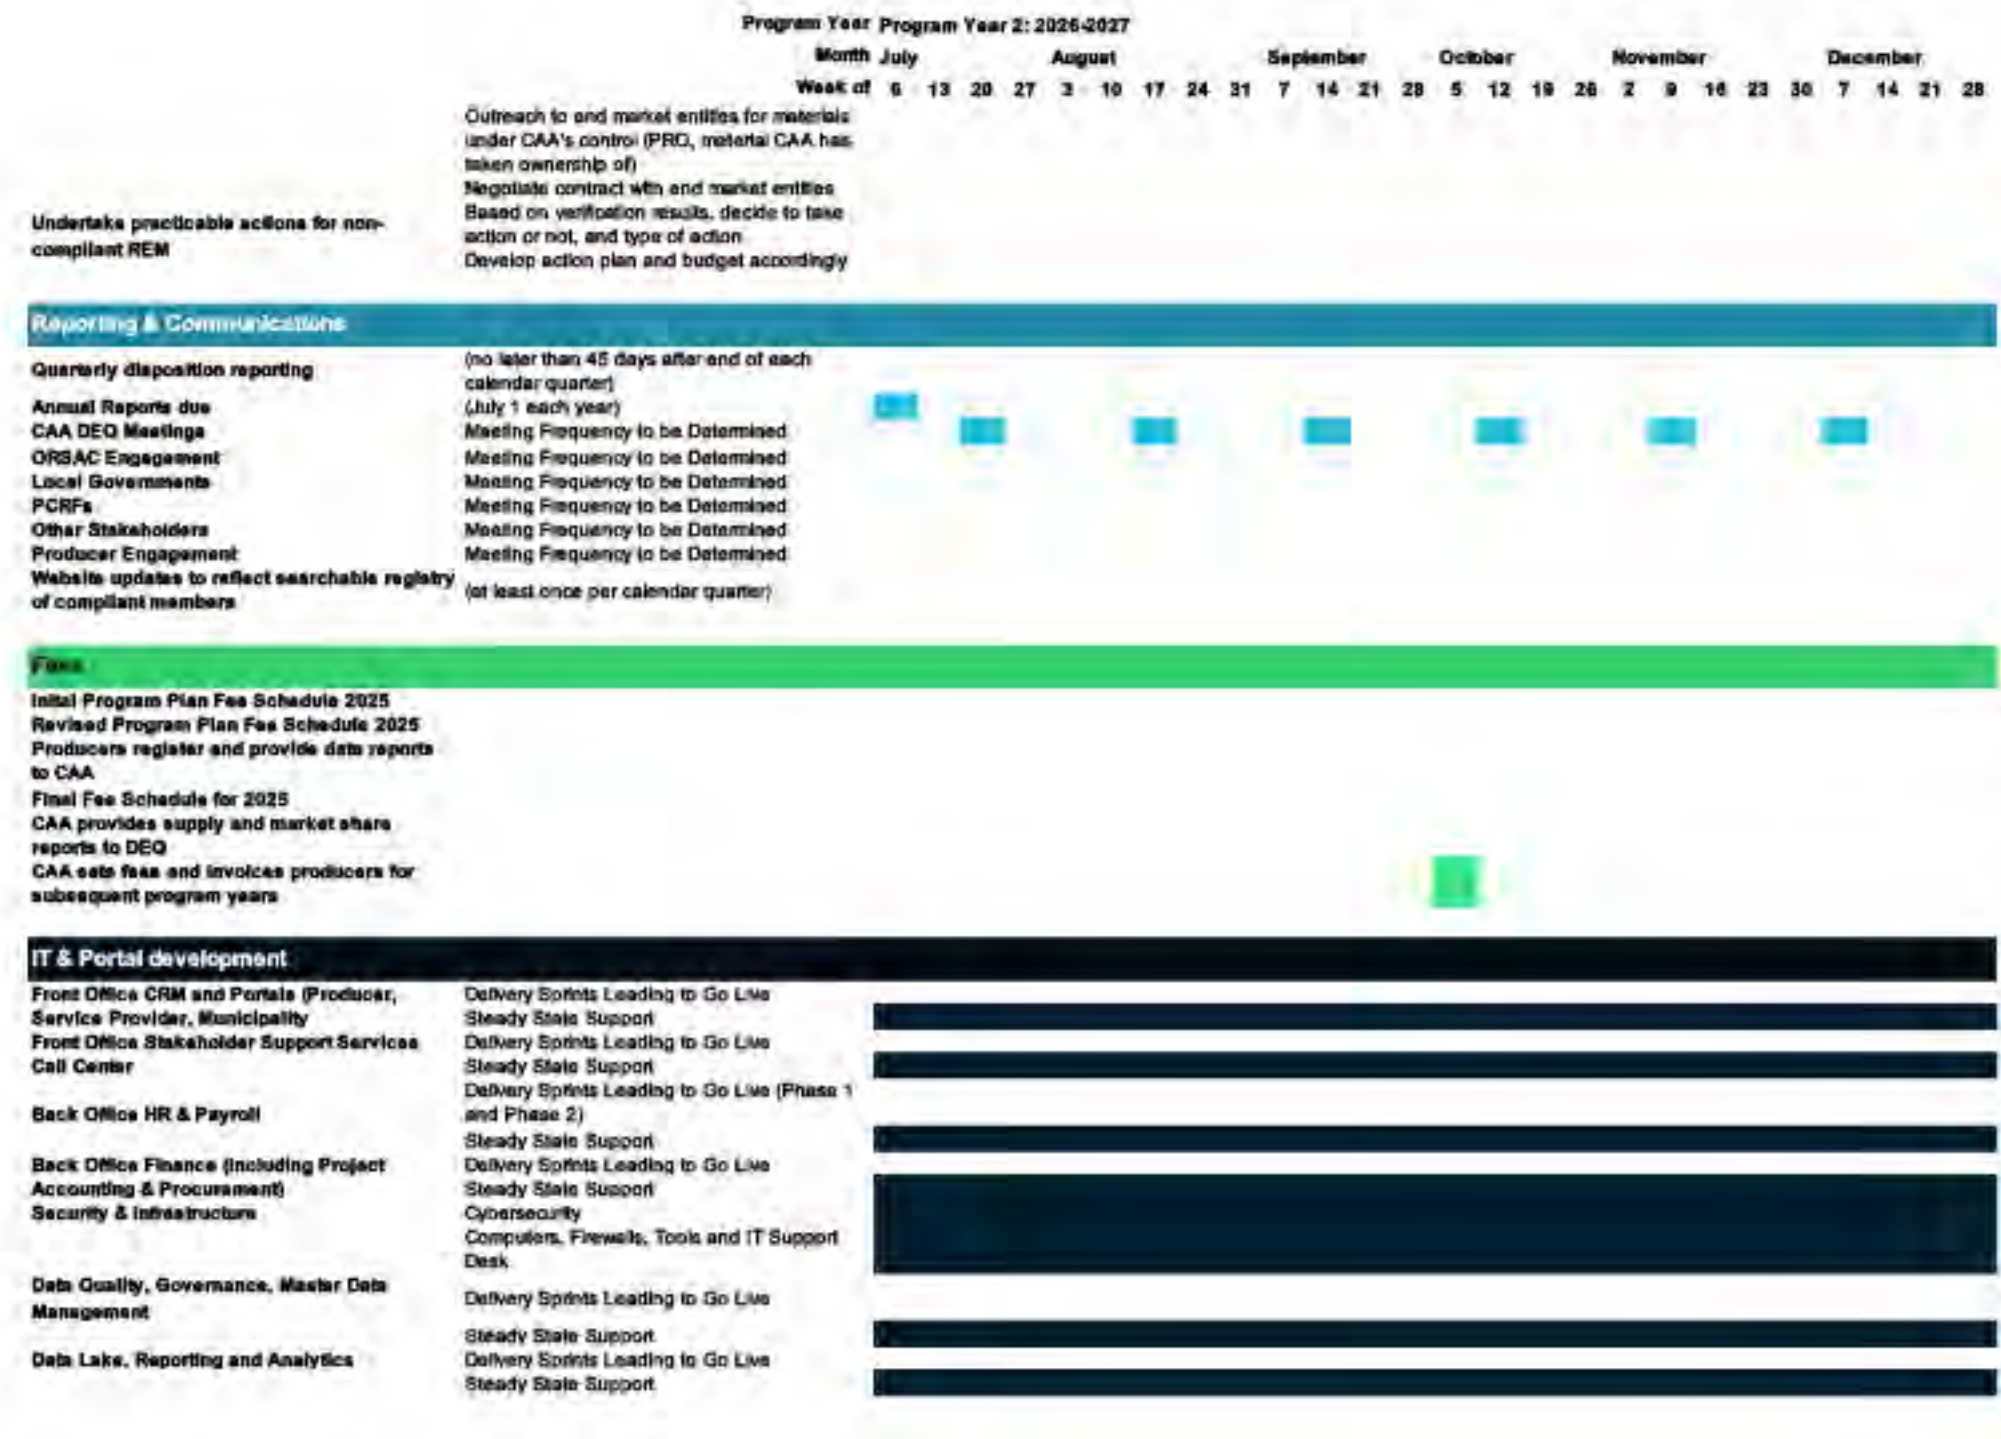 Program Year Program Year 2: 2026-2027
Month July August September October November December
Week of 6 13 20 27 3 10 17 24 31 7 14 21 28 5 12 19 26 2 9 16 23 30 7 14 21 28
Outreach to end market entities for materials
under CAA's control (PRO, material CAA has
taken ownership of)
Negotiate contract with end market entities
Undertake practicable actions for non-
compliant REM
Based on verification results, decide to take
action or not, and type of action
Develop action plan and budget accordingly
Reporting & Communications
Quarterly disposition reporting
(no later than 45 days after end of each
calendar quarter)
Annual Reports due (July 1 each year)
CAA DEQ Meetings Meeting Frequency to be Determined
ORSAC Engagement Meeting Frequency to be Determined
Local Governments Meeting Frequency to be Determined
PCRFs Meeting Frequency to be Determined
Other Stakeholders Meeting Frequency to be Determined
Producer Engagement Meeting Frequency to be Determined
Website updates to reflect searchable registry
of compliant members
(at least once per calendar quarter)
Fees
Inital Program Plan Fee Schedule 2025
Revised Program Plan Fee Schedule 2025
Producers register and provide data reports
to CAA
Final Fee Schedule for 2025
CAA provides supply and market share
reports to DEQ
CAA sets fees and invoices producers for
subsequent program years
IT & Portal development
Front Office CRM and Portals (Producer, Delivery Sprints Leading to Go Live
Service Provider, Municipality Steady State Support
Front Office Stakeholder Support Services Delivery Sprints Leading to Go Live
Call Center Steady State Support
Back Office HR & Payroll
Delivery Sprints Leading to Go Live (Phase 1
and Phase 2)
Steady State Support
Back Office Finance (including Project Delivery Sprints Leading to Go Live
Accounting & Procurement) Steady State Support
Security & Infrastructure Cybersecurity
Computers, Firewalls, Tools and IT Support
Desk
Data Quality, Governance, Master Data
Management
Delivery Sprints Leading to Go Live
Steady State Support
Data Lake, Reporting and Analytics Delivery Sprints Leading to Go Live
Steady State Support